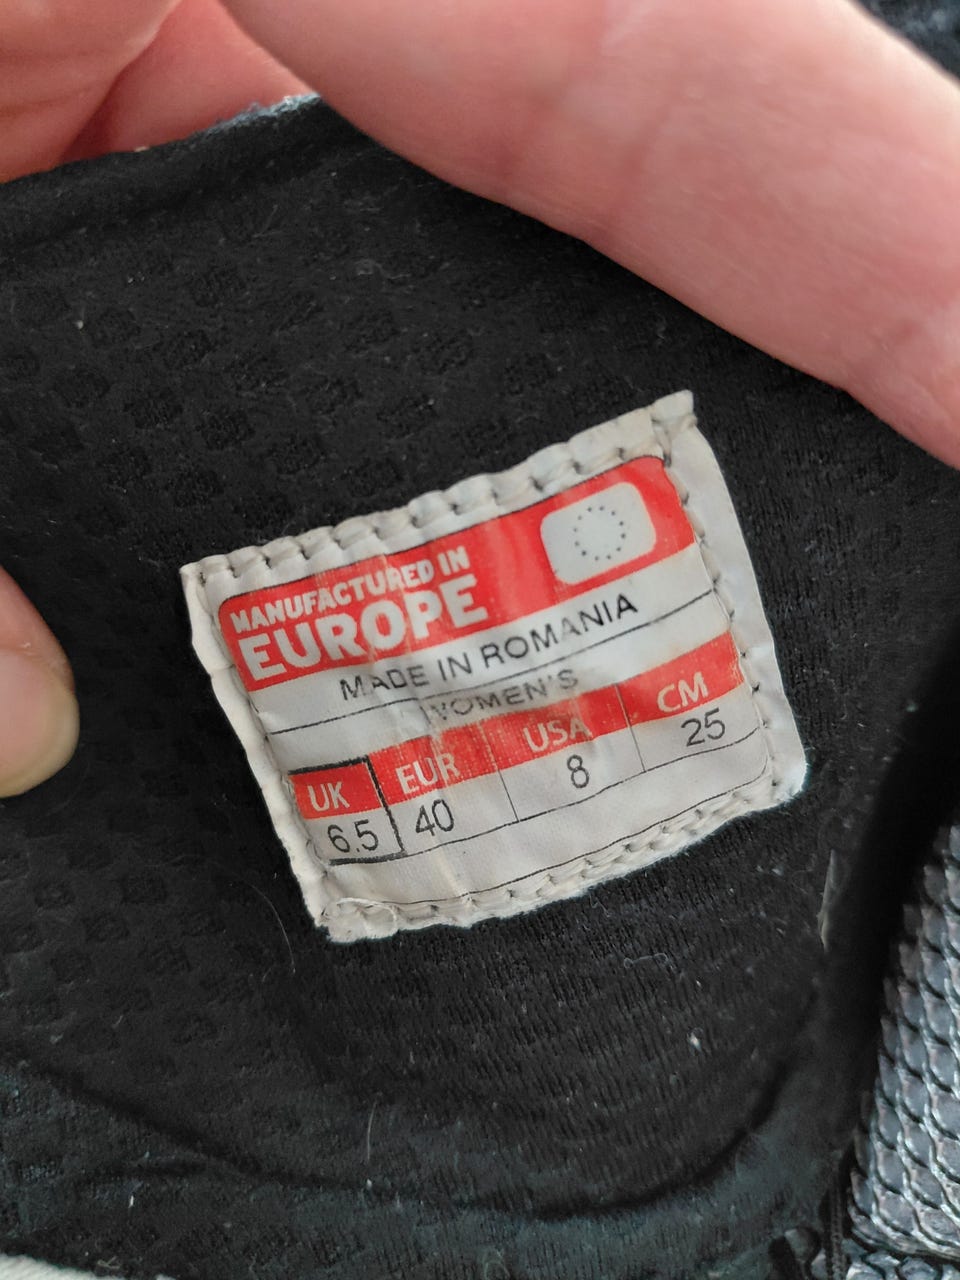 MANUFACTURED IN
EUROPE
MADE IN ROMANIA
WOMEN'S
UK EUR USA CM
6.5 40 8 25